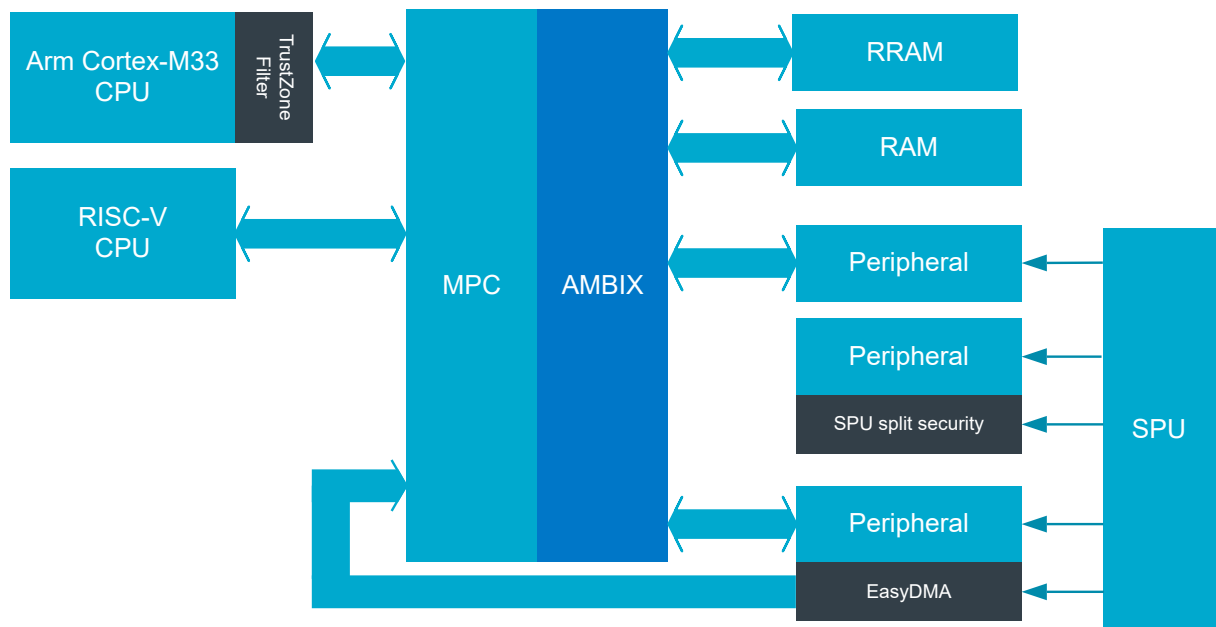 Arm Cortex-M33
CPU
TrustZone
Filter
RISC-V
CPU
MPC
AMBIX
RRAM
RAM
Peripheral
Peripheral
SPU split security
Peripheral
EasyDMA
SPU